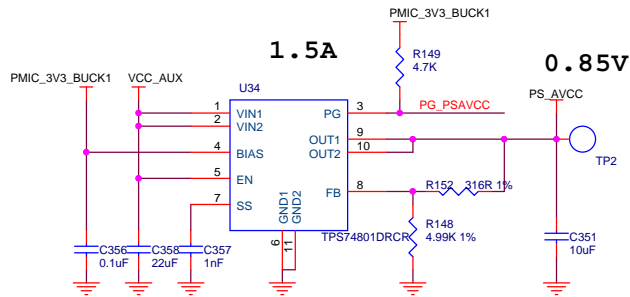 PMIC_3V3_BUCK1
1.5A
R149
4.7K
0.85V
PMIC_3V3_BUCK1
VCC_AUX
U34
PS_AVCC
1
VIN1
PG
3
PG_PSAVCC
2
VIN2
OUT1
9
4
BIAS
OUT2
10
TP2
5
EN
7
SS
FB
8
R152 316R 1%
GND1
GND2
R148
4.99K 1%
6
11
TPS74801DRCR
C356
0.1uF
C358
22uF
C357
1nF
C351
10uF